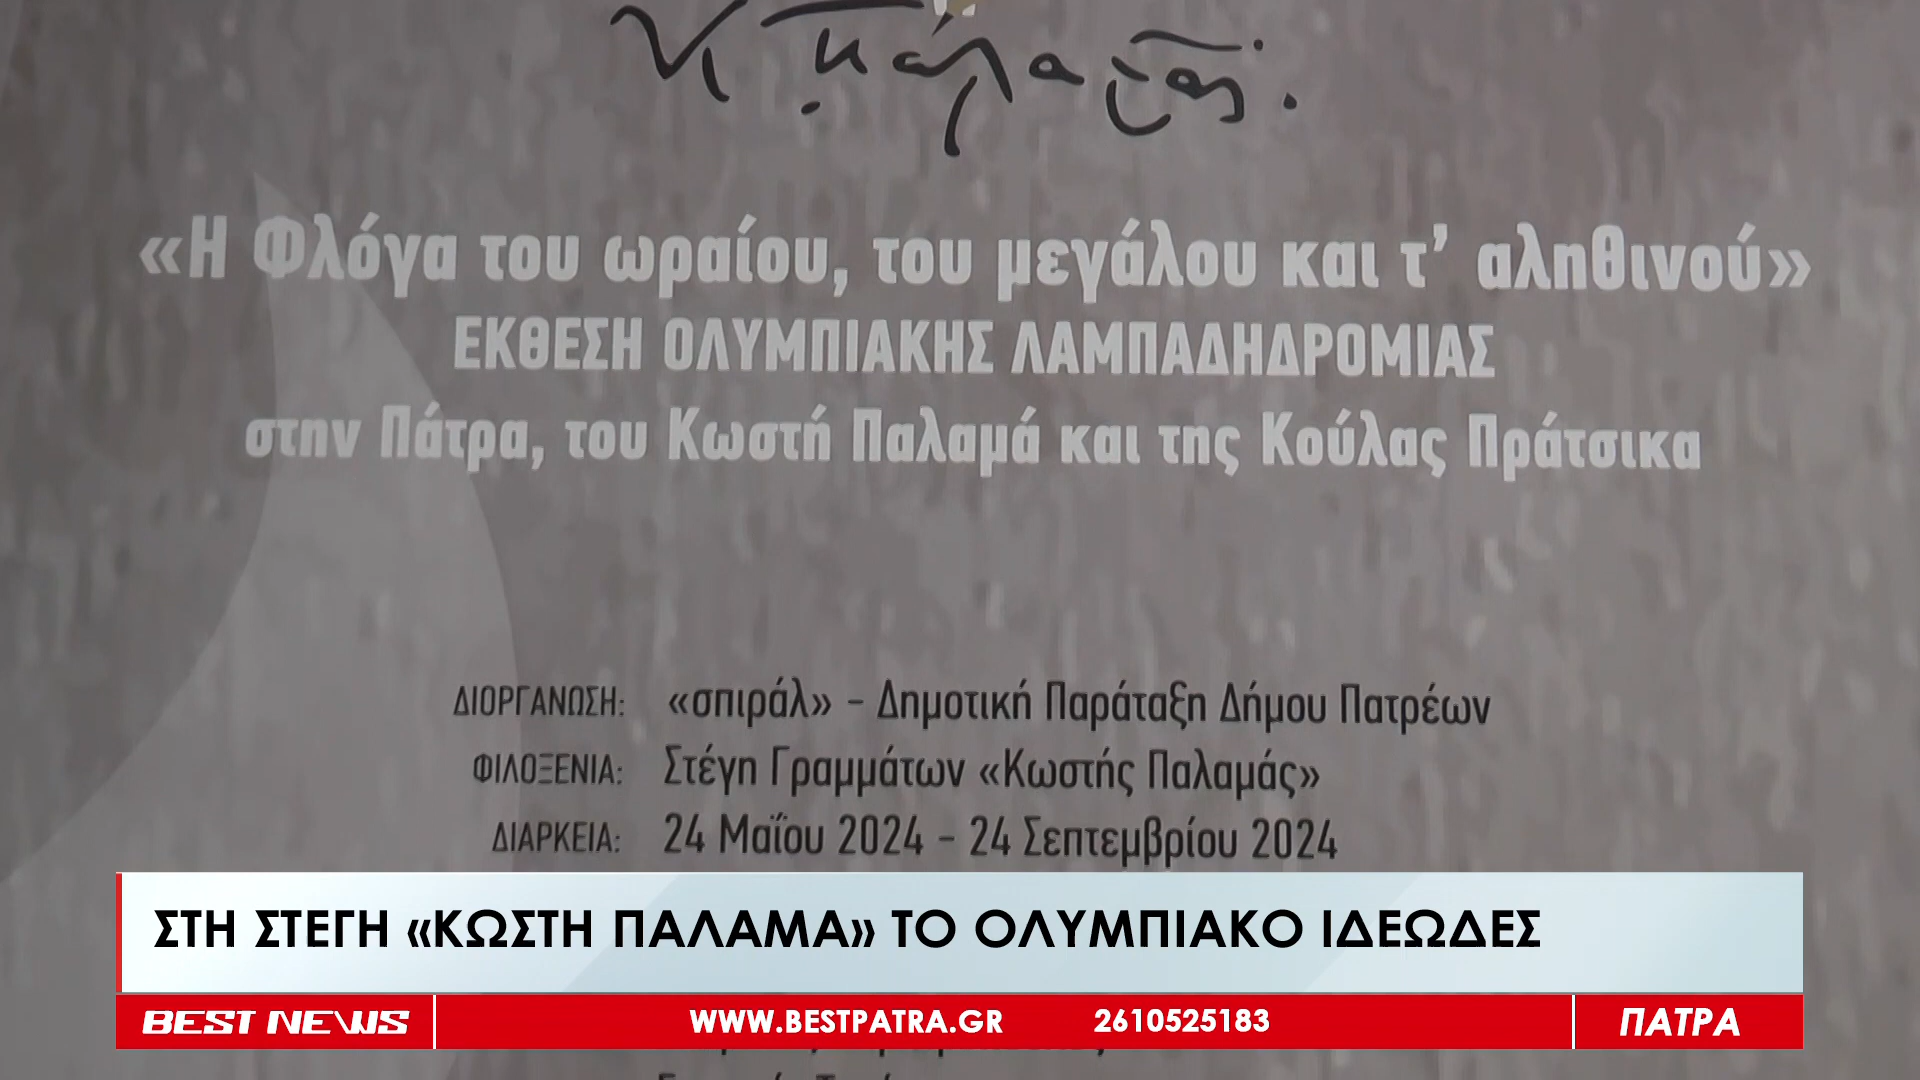 «Η Φλόγα του ωραίου, του μεγάλου και τ’ αληθινού»
ΕΚΘΕΣΗ ΟΛΥΜΠΙΑΚΗΣ ΛΑΜΠΑΔΗΔΡΟΜΙΑΣ
στην Πάτρα, του Κωστή Παλαμά και της Κούλας Πράτσικα
ΔΙΟΡΓΑΝΩΣΗ: «σπιράλ» - Δημοτική Παράταξη Δήμου Πατρέων
ΦΙΛΟΞΕΝΙΑ: Στέγη Γραμμάτων «Κωστής Παλαμάς»
ΔΙΑΡΚΕΙΑ: 24 Μαΐου 2024 - 24 Σεπτεμβρίου 2024
ΣΤΗ ΣΤΕΓΗ «ΚΩΣΤΗ ΠΑΛΑΜΑ» ΤΟ ΟΛΥΜΠΙΑΚΟ ΙΔΕΩΔΕΣ
BEST NEWS WWW.BESTPATRA.GR 2610525183 ΠΑΤΡΑ